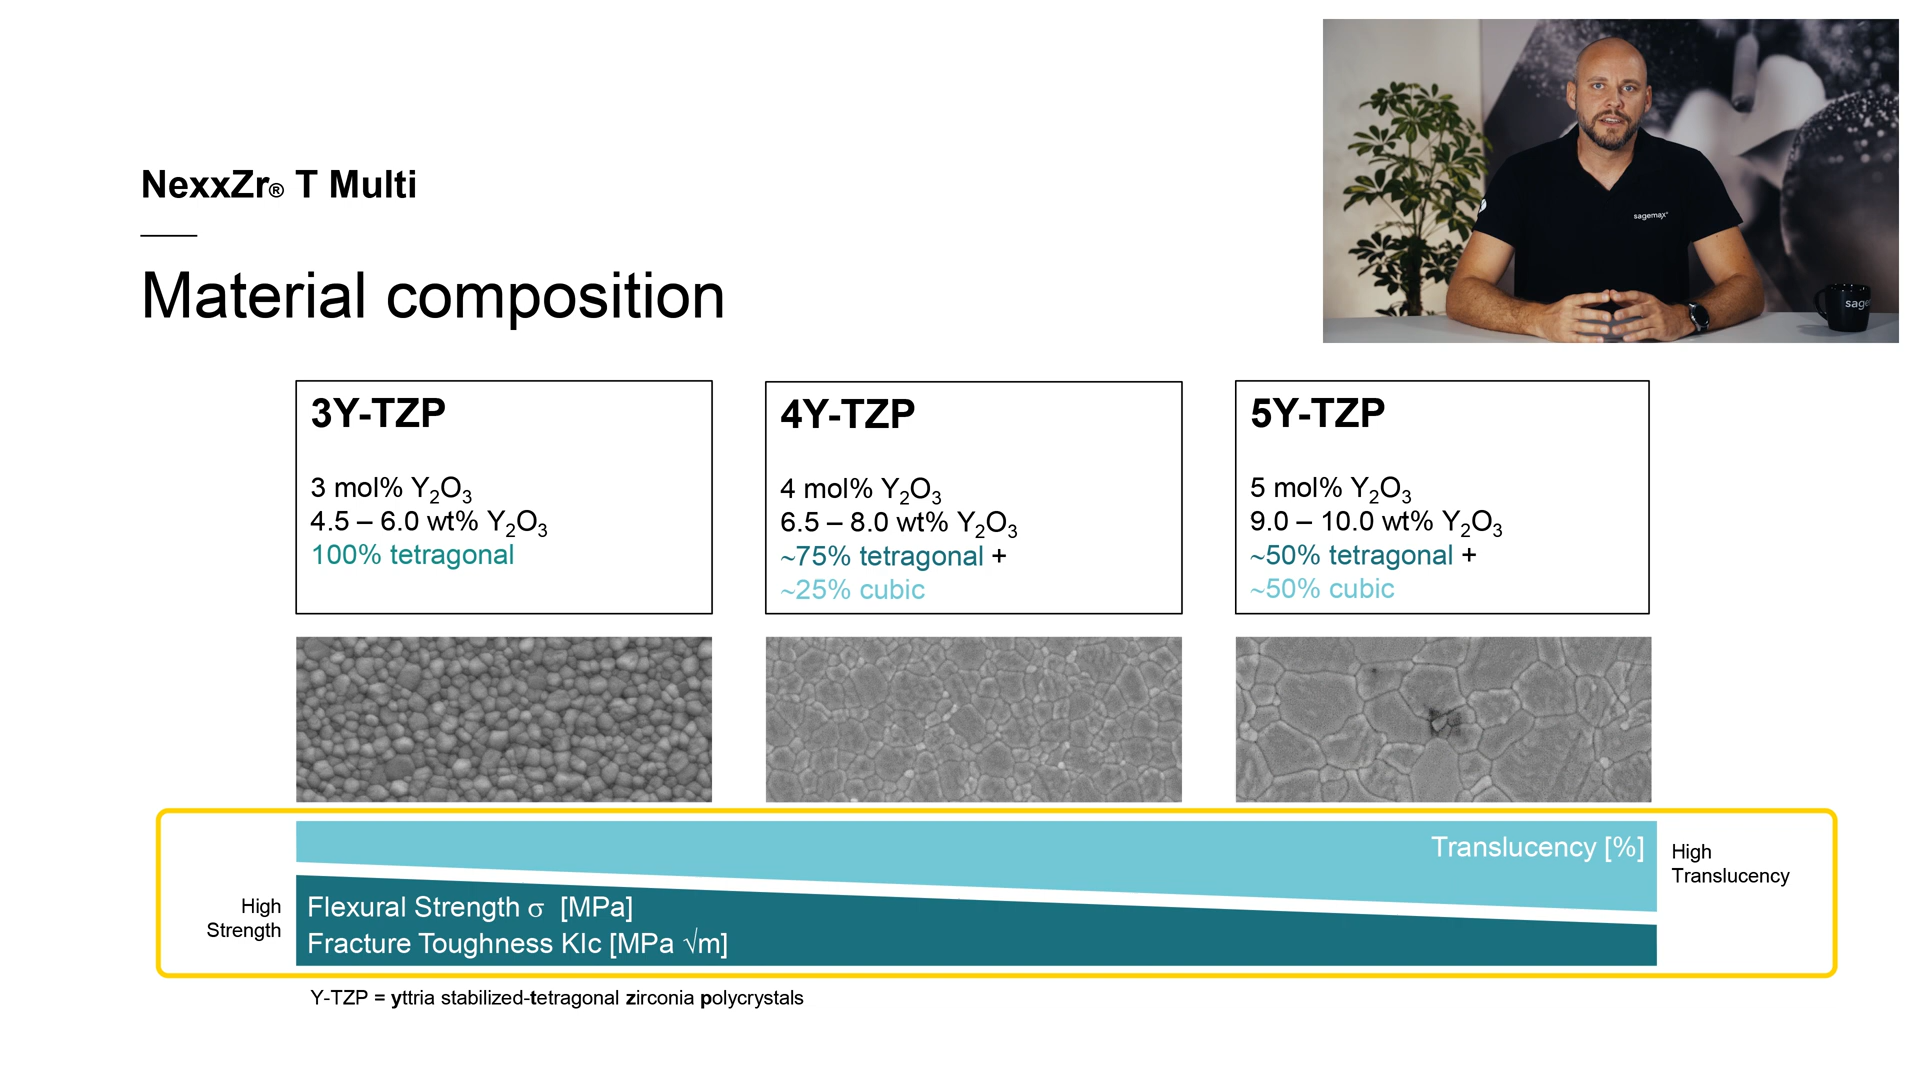 NexxZr® T Multi
Material composition
sagemax®
3Y-TZP
3 mol% Y₂O₃
4.5 – 6.0 wt% Y₂O₃
100% tetragonal
4Y-TZP
4 mol% Y₂O₃
6.5 – 8.0 wt% Y₂O₃
~75% tetragonal +
~25% cubic
5Y-TZP
5 mol% Y₂O₃
9.0 – 10.0 wt% Y₂O₃
~50% tetragonal +
~50% cubic
Translucency [%]
High
Translucency
High
Strength
Flexural Strength σ [MPa]
Fracture Toughness KIc [MPa √m]
Y-TZP = yttria stabilized-tetragonal zirconia polycrystals